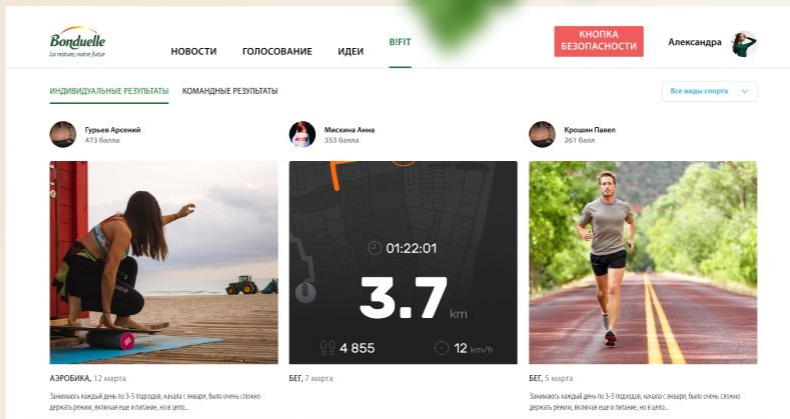 Bonduelle
La nature, notre futur
НОВОСТИ
ГОЛОСОВАНИЕ
ИДЕИ
B!FIT
КНОПКА
БЕЗОПАСНОСТИ
Александра
ИНДИВИДУАЛЬНЫЕ РЕЗУЛЬТАТЫ
КОМАНДНЫЕ РЕЗУЛЬТАТЫ
Все виды спорта
Гурьев Арсений
473 балла
Мискина Анна
353 балла
Крошин Павел
261 балл
01:22:01
3.7 km
4 855
12 km/h
АЭРОБИКА, 12 марта
Занимаюсь каждый день по 3-5 подходов, начала с января, было очень сложно
держать режим, включая еще и питание, но в цело...
БЕГ, 7 марта
БЕГ, 5 марта
Занимаюсь каждый день по 3-5 подходов, начала с января, было очень сложно
держать режим, включая еще и питание, но в цело...